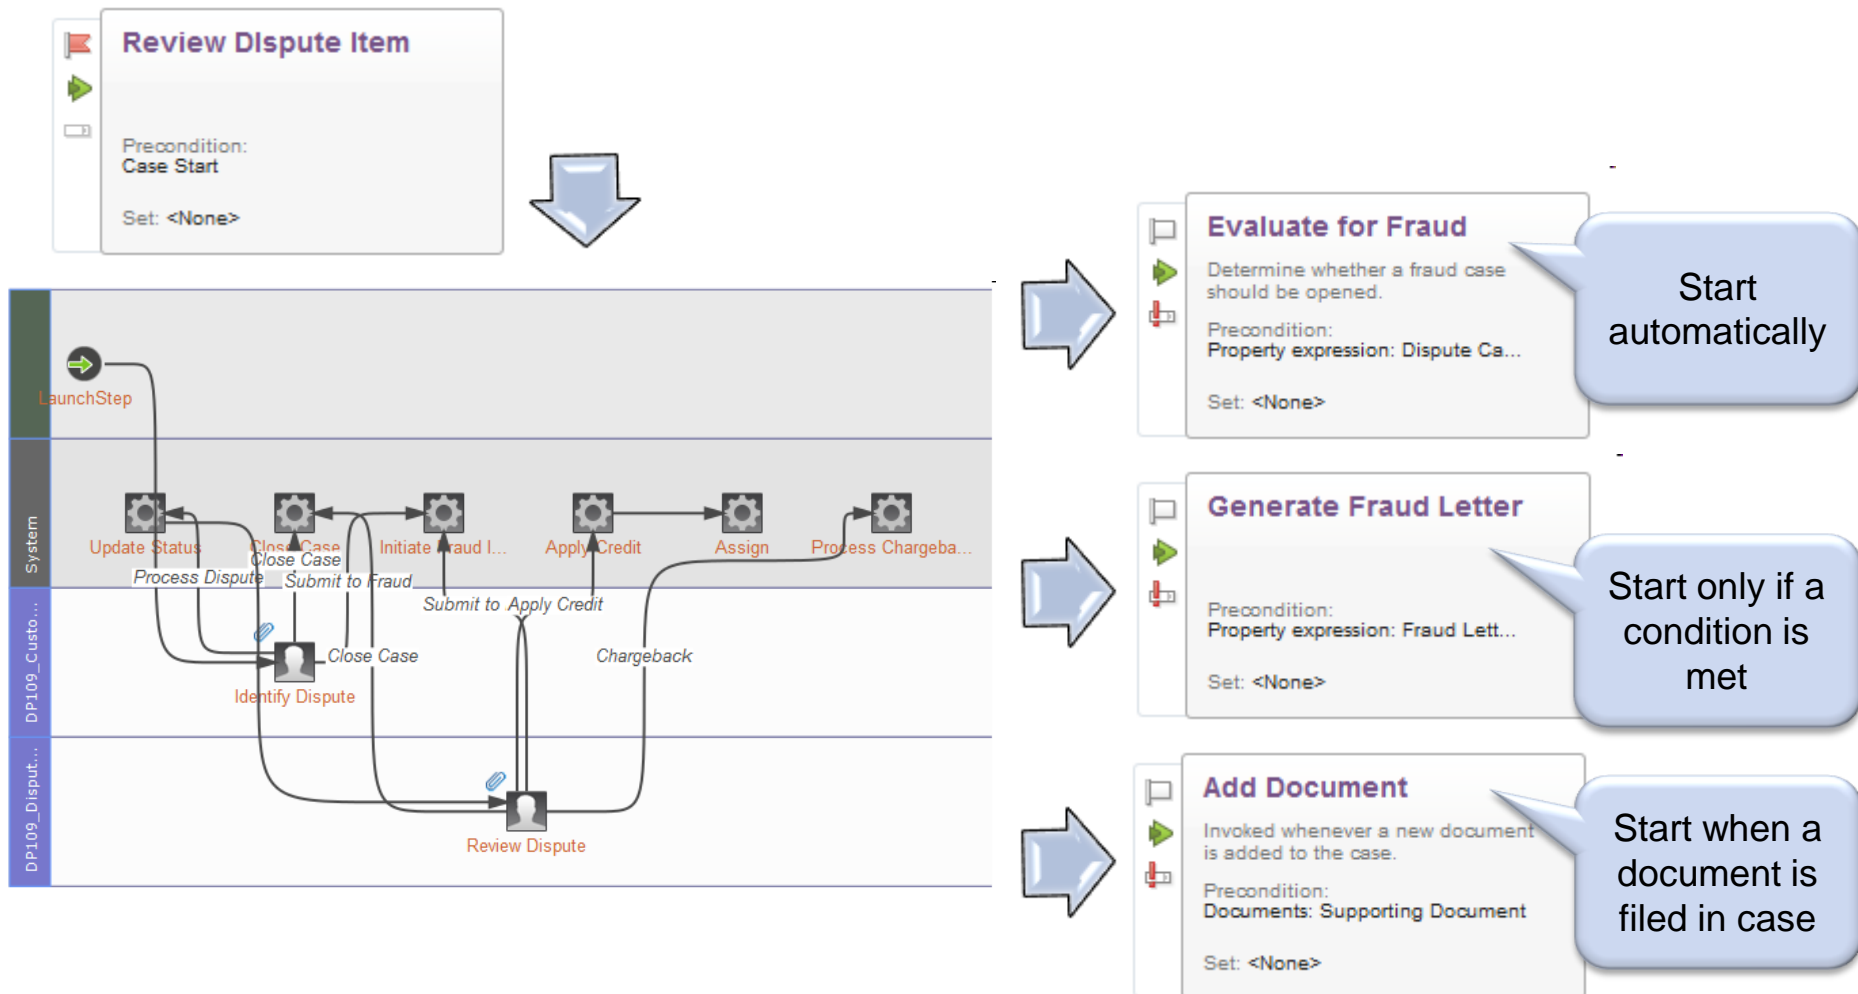 Review DIspute Item
Precondition:
Case Start
Set: <None>
LaunchStep
System
Update Status
Close Case
Initiate Fraud I...
Apply Credit
Assign
Process Chargeba...
Close Case
Process Dispute
Submit to Fraud
Submit to
Apply Credit
DP109_Custo...
Close Case
Chargeback
Identify Dispute
DP109_Disput...
Review Dispute
Evaluate for Fraud
Determine whether a fraud case
should be opened.
Precondition:
Property expression: Dispute Ca...
Set: <None>
Start
automatically
Generate Fraud Letter
Precondition:
Property expression: Fraud Lett...
Set: <None>
Start only if a
condition is
met
Add Document
Invoked whenever a new document
is added to the case.
Precondition:
Documents: Supporting Document
Set: <None>
Start when a
document is
filed in case